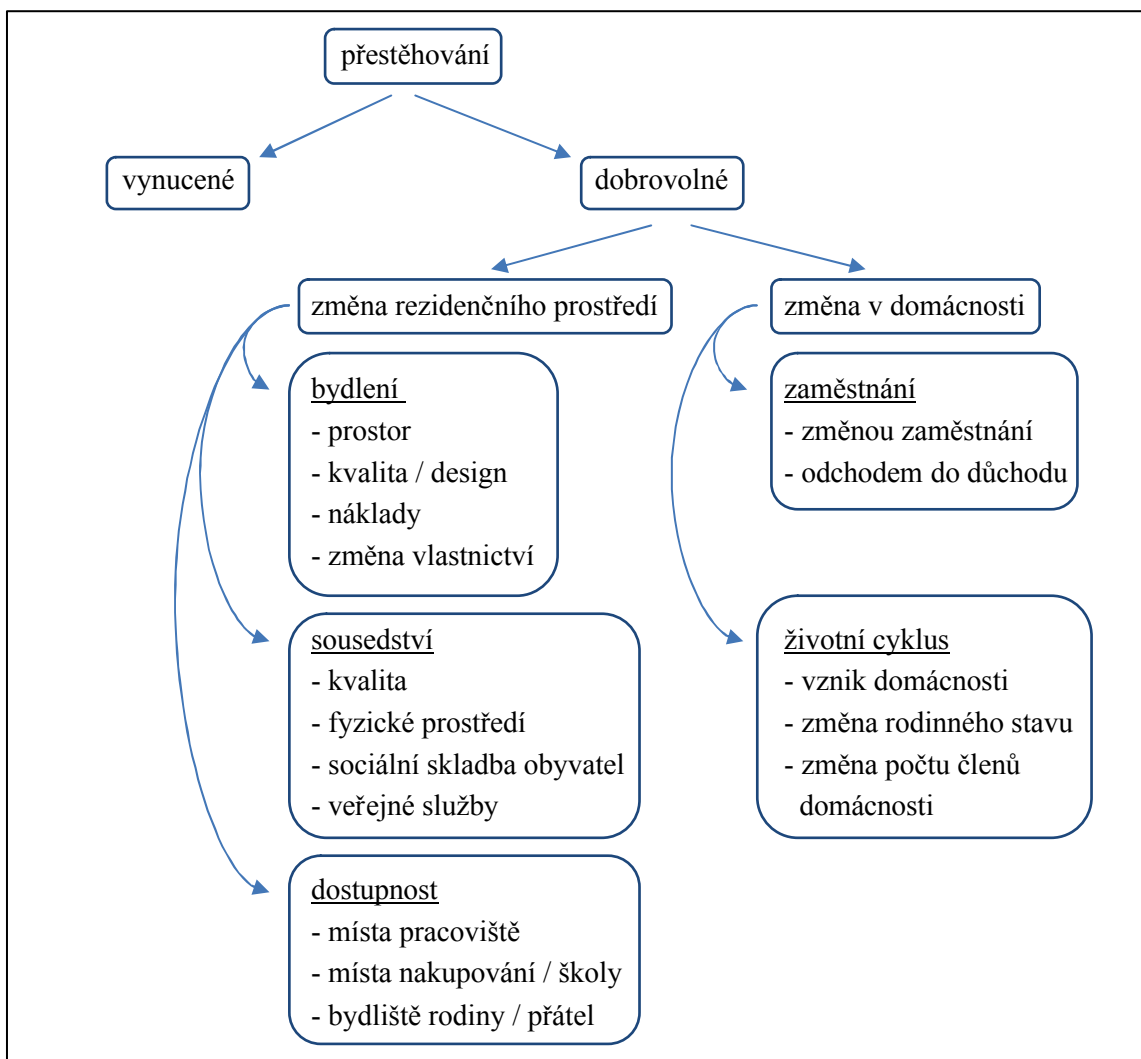 přestěhování
vynucené
dobrovolné
změna rezidenčního prostředí
změna v domácnosti
bydlení
- prostor
- kvalita / design
- náklady
- změna vlastnictví
zaměstnání
- změnou zaměstnání
- odchodem do důchodu
sousedství
- kvalita
- fyzické prostředí
- sociální skladba obyvatel
- veřejné služby
životní cyklus
- vznik domácnosti
- změna rodinného stavu
- změna počtu členů
domácnosti
dostupnost
- místa pracoviště
- místa nakupování / školy
- bydliště rodiny / přátel